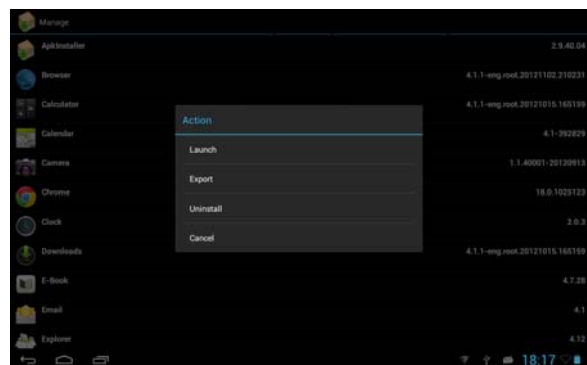 Manage
ApkInstaller 2.9.40.04
Browser 4.1.1-eng.root.20121102.210231
Calculator 4.1.1-eng.root.20121015.165159
Calendar 4.1-392829
Camera 1.1.40001-20120913
Chrome 18.0.1025123
Clock 2.0.3
Downloads 4.1.1-eng.root.20121015.165159
E-Book 4.7.28
Email 4.1
Explorer 4.12
Action
Launch
Export
Uninstall
Cancel
18:17